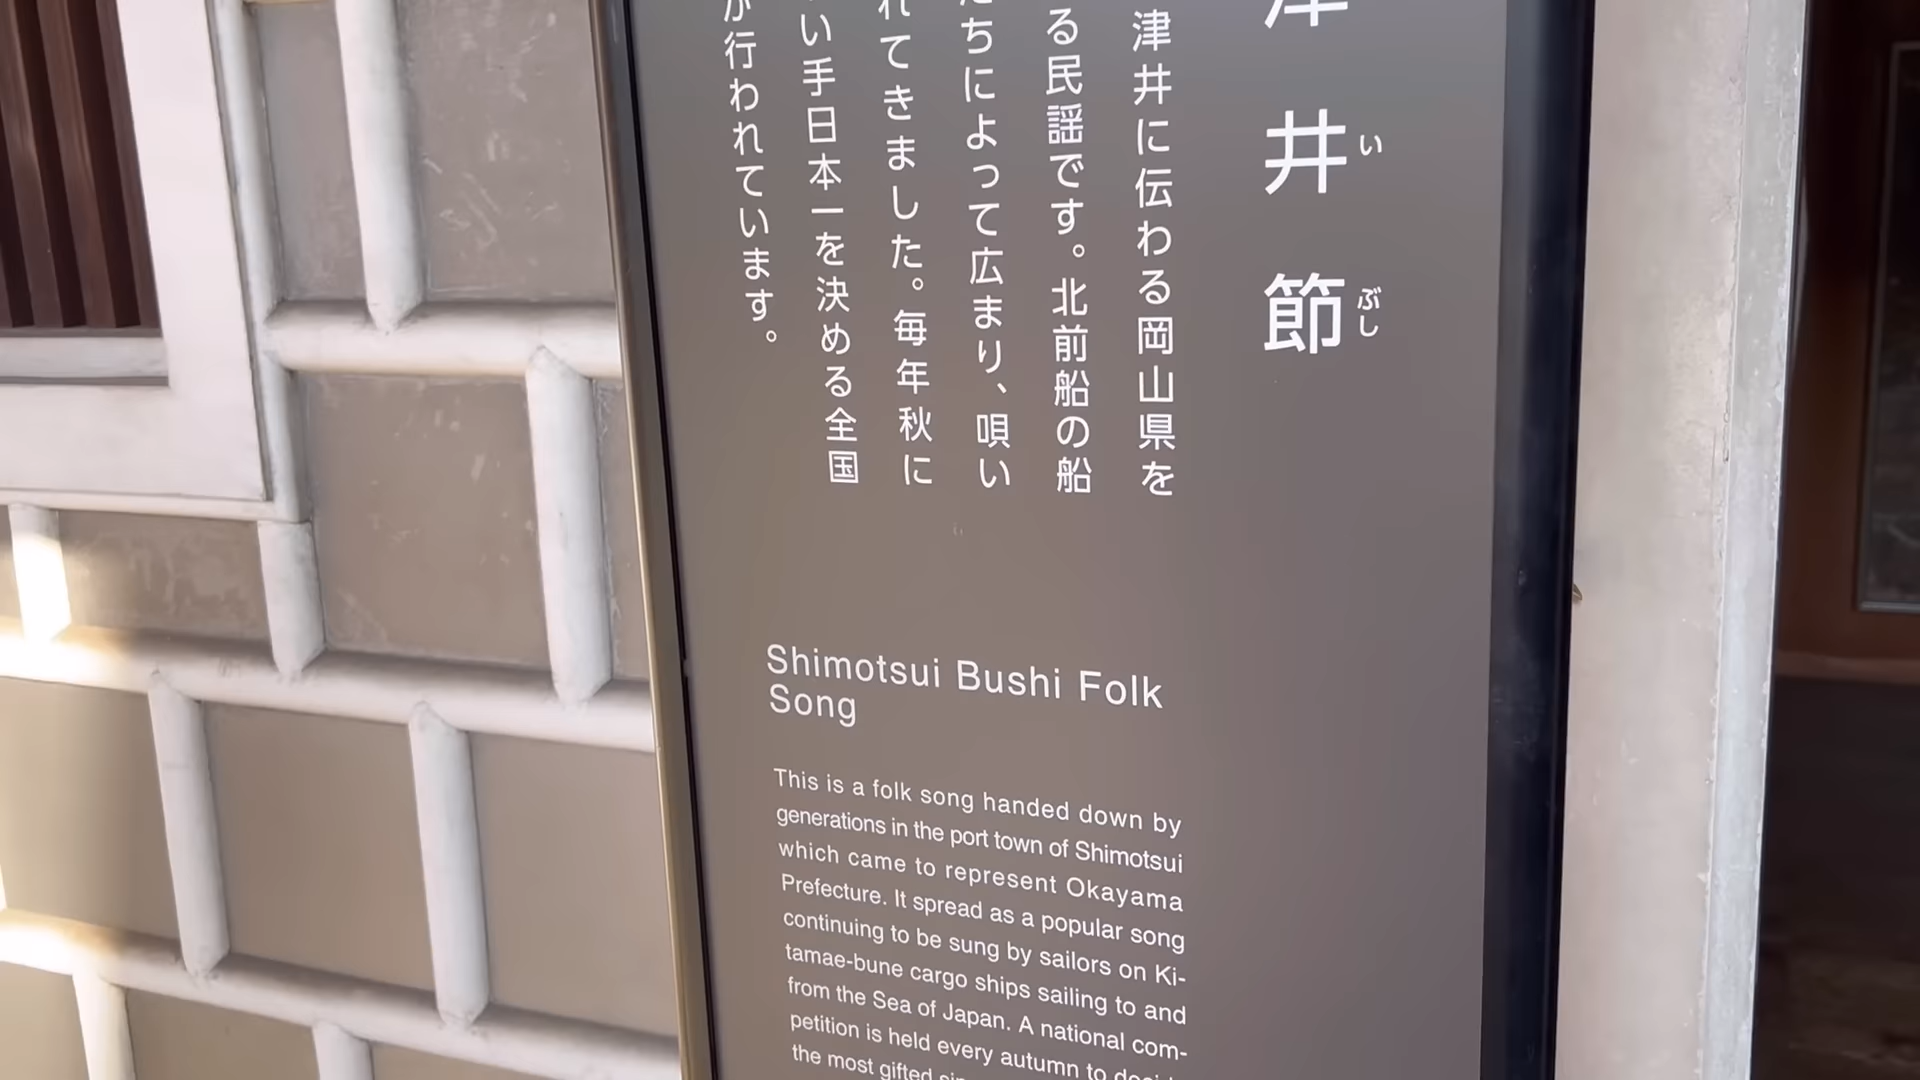 井節
い
ぶし
津井に伝わる岡山県を
る民謡です。北前船の船
ちによって広まり、唄い
れてきました。毎年秋に
い手日本一を決める全国
が行われています。
Shimotsui Bushi Folk
Song
This is a folk song handed down by
generations in the port town of Shimotsui
which came to represent Okayama
Prefecture. It spread as a popular song
continuing to be sung by sailors on Ki-
tamae-bune cargo ships sailing to and
from the Sea of Japan. A national com-
petition is held every autumn to
the most gifted